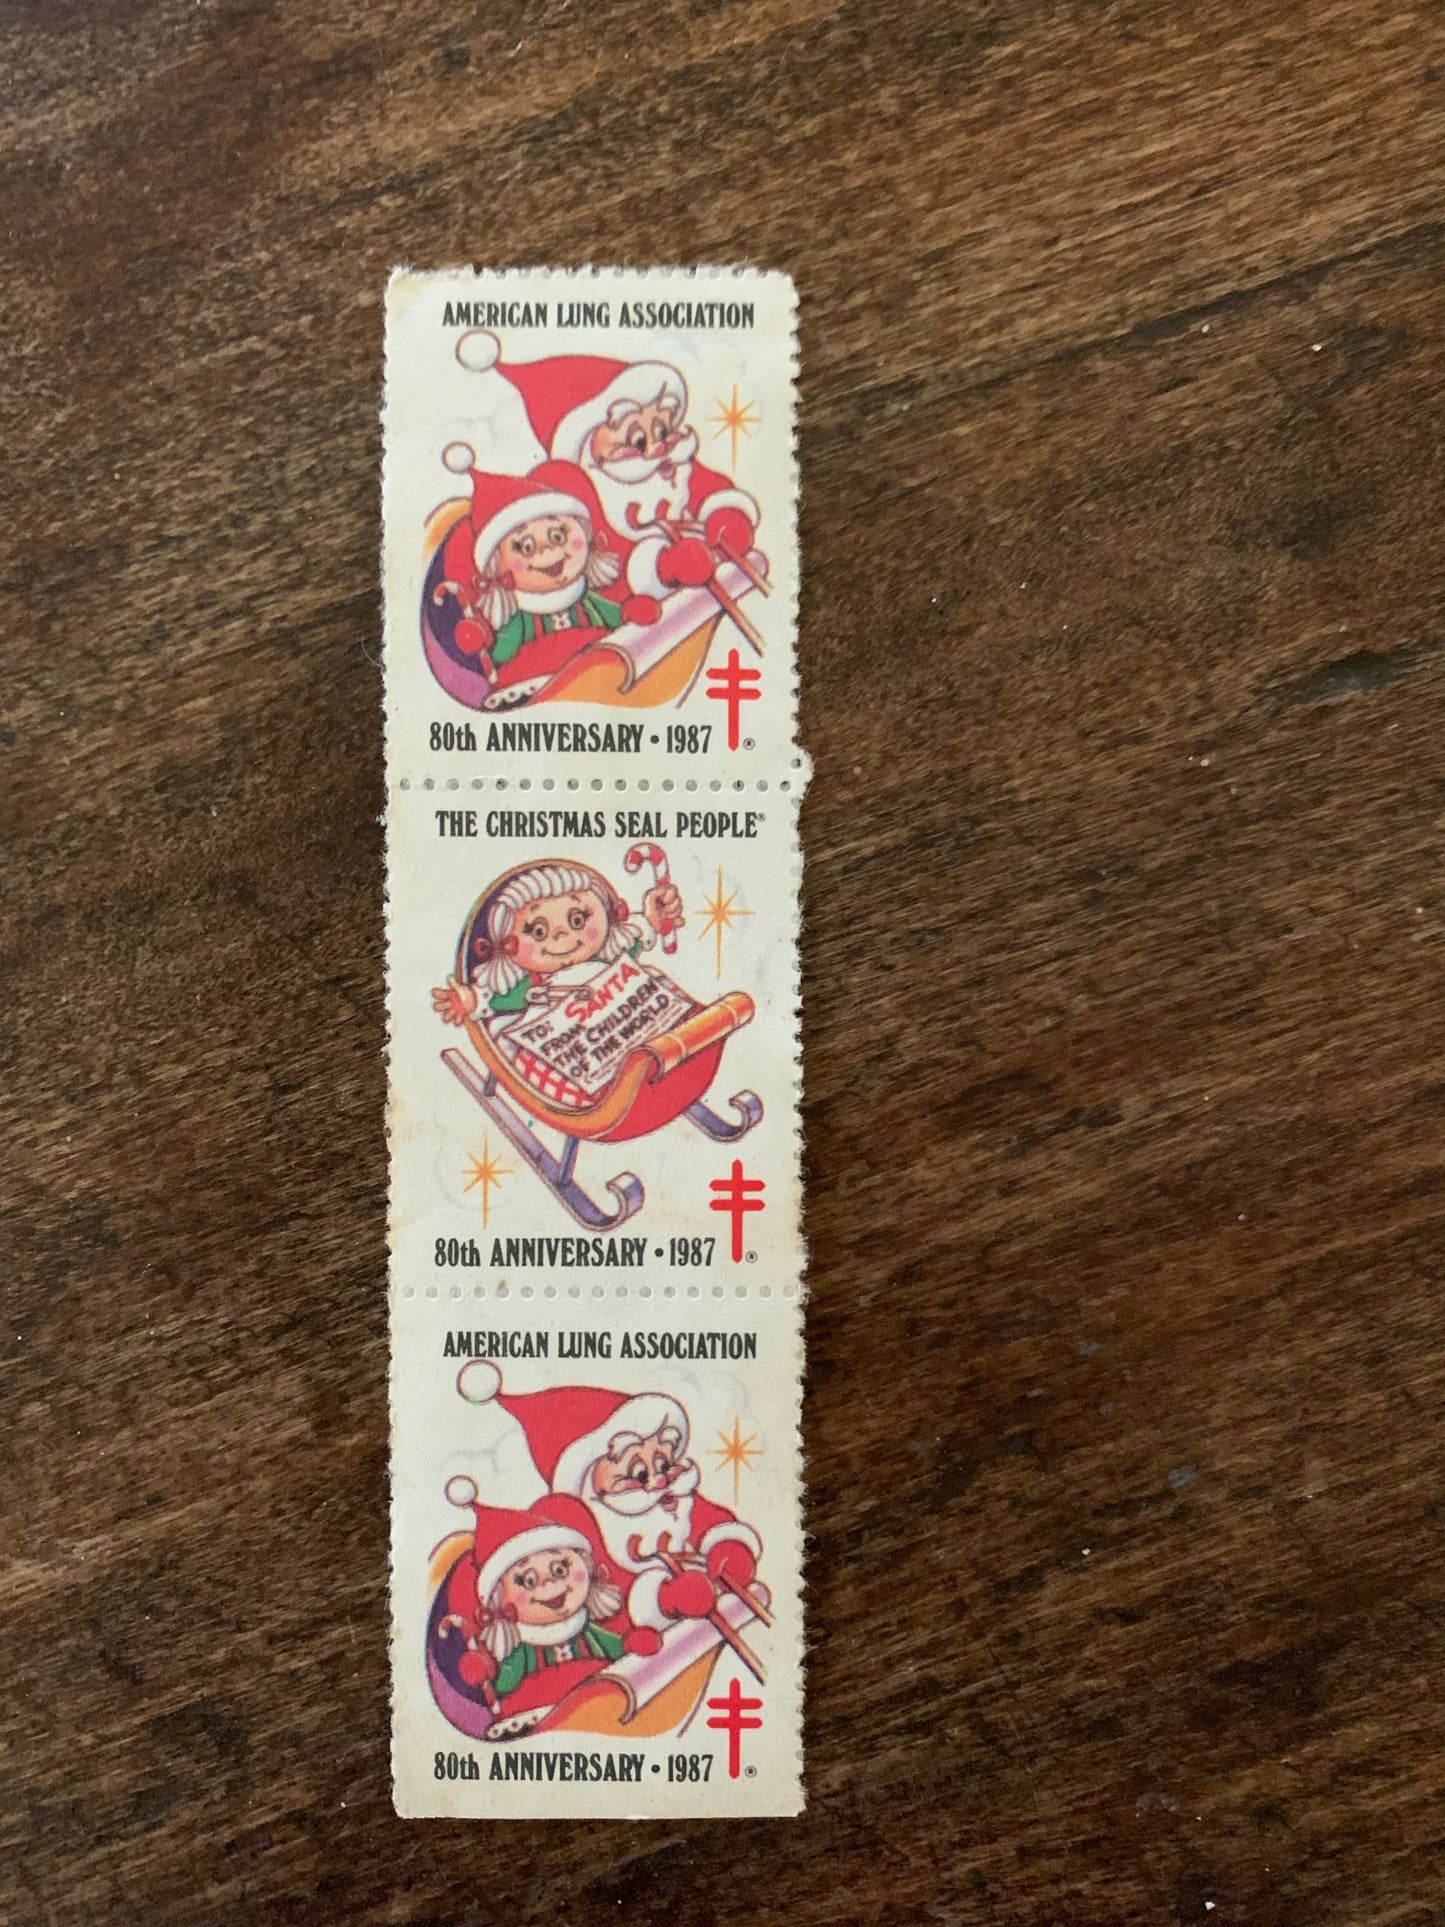 AMERICAN LUNG ASSOCIATION
80th ANNIVERSARY • 1987
®
THE CHRISTMAS SEAL PEOPLE®
TO: SANTA
FROM
THE CHILDREN
OF THE WORLD
80th ANNIVERSARY • 1987
®
AMERICAN LUNG ASSOCIATION
80th ANNIVERSARY • 1987
®